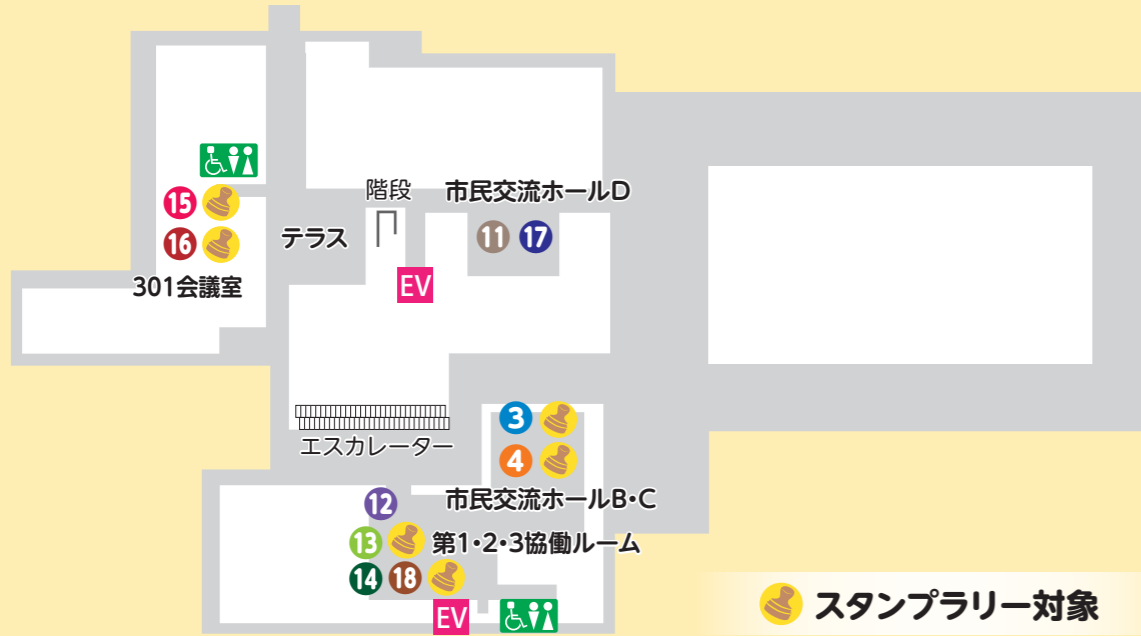 階段
市民交流ホールD
15
テラス
11 17
16
EV
301会議室
3
エスカレーター
4
市民交流ホールB・C
12
13
第1・2・3協働ルーム
14 18
EV
スタンプラリー対象